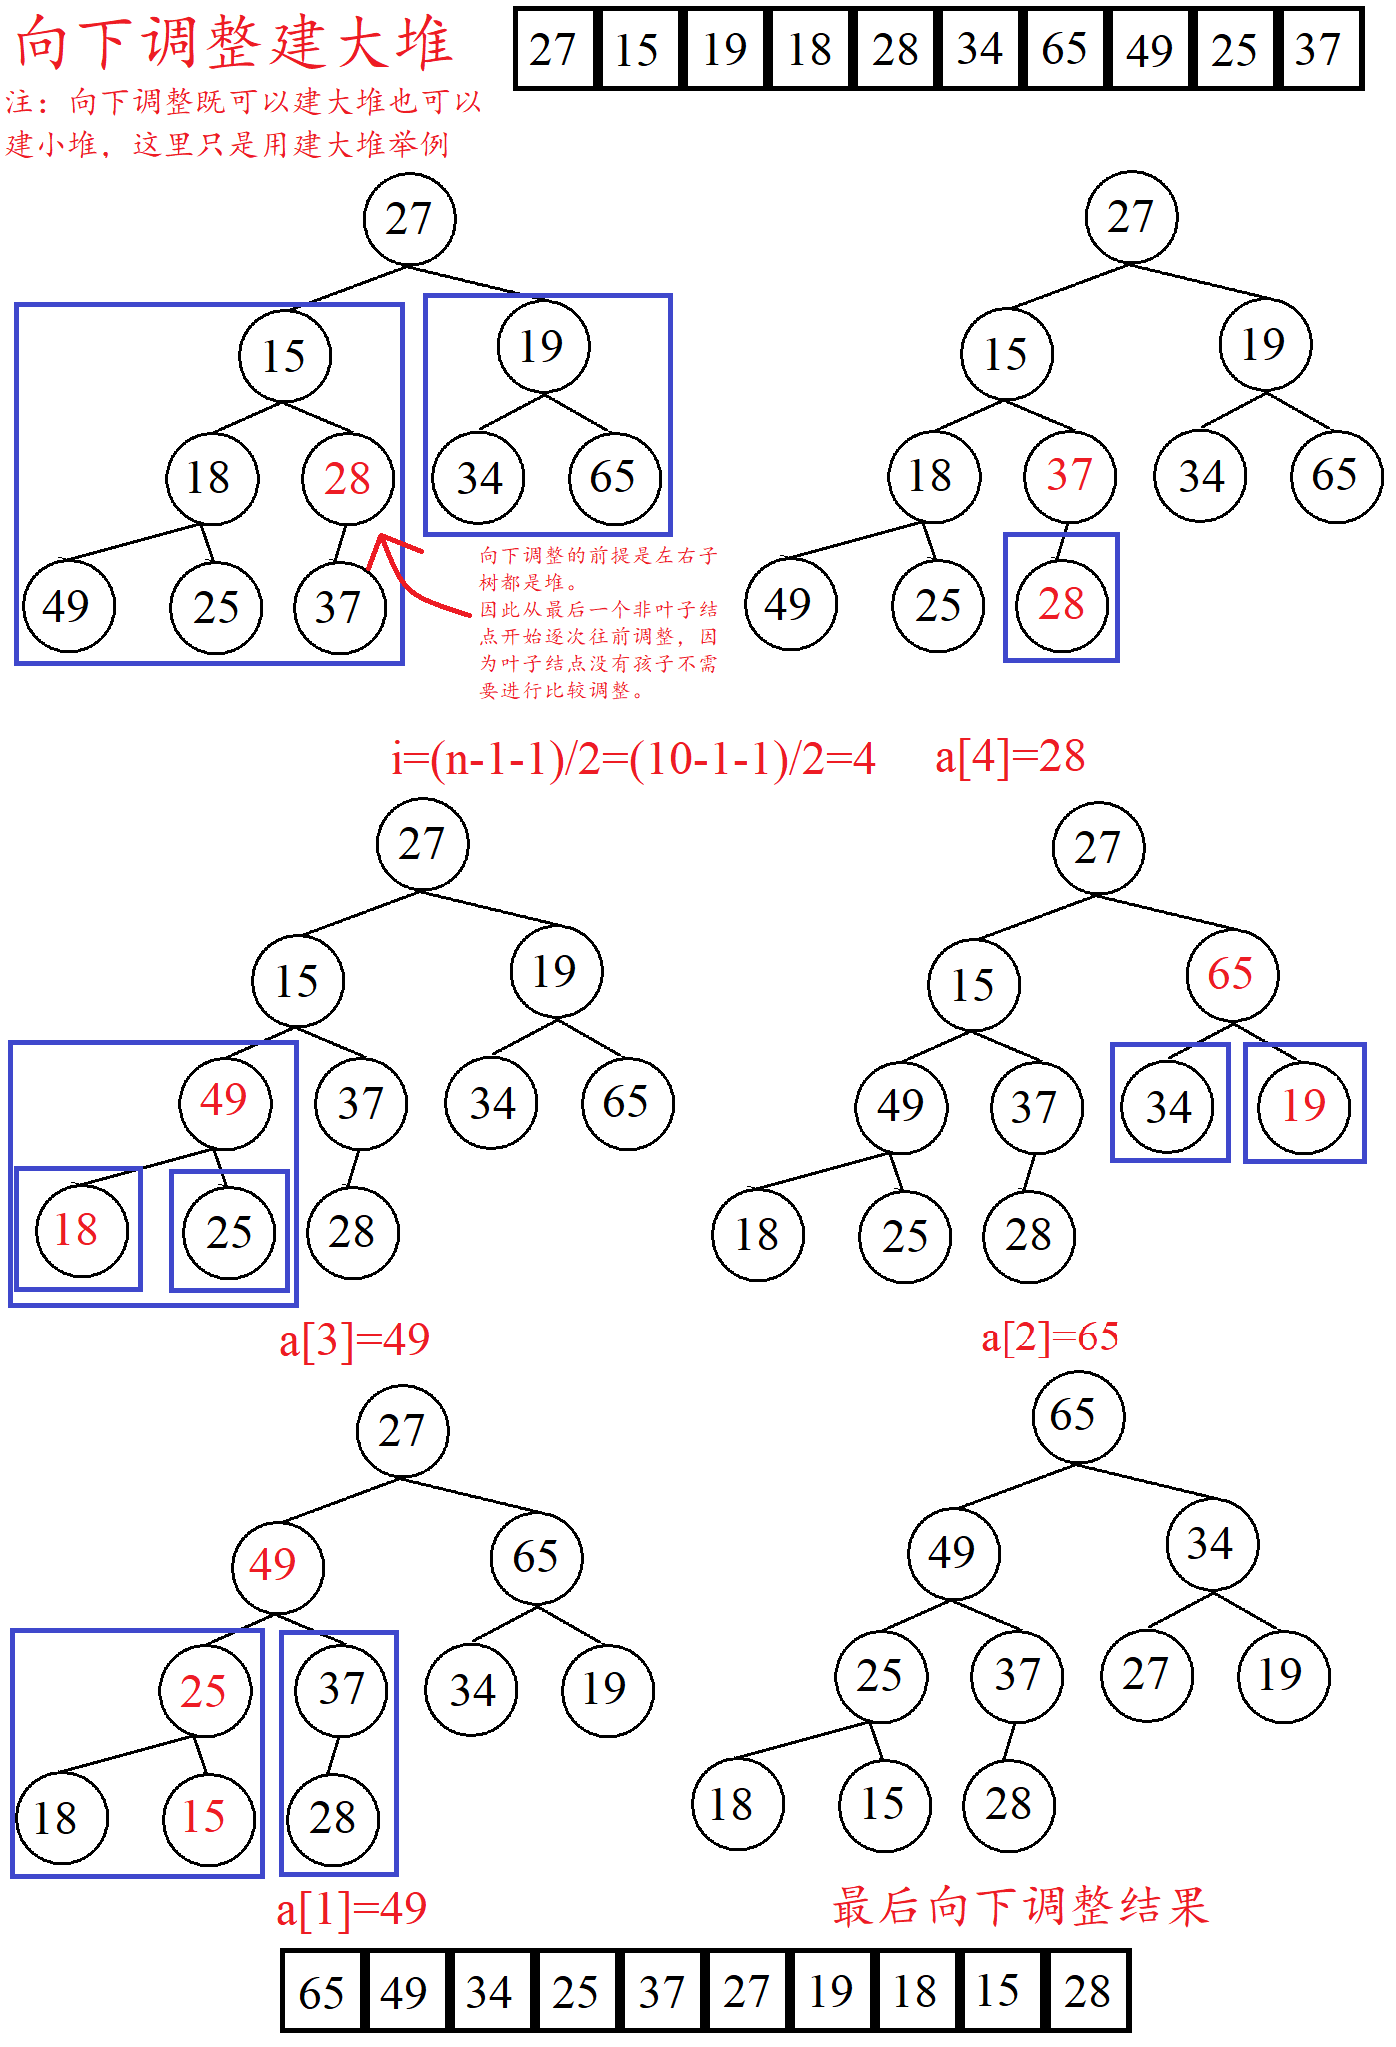 向下调整建大堆
27 15 19 18 28 34 65 49 25 37
注：向下调整既可以建大堆也可以
建小堆，这里只是用建大堆举例
27
15 19
18 28 34 65
49 25 37
向下调整的前提是左右子
树都是堆。
因此从最后一个非叶子结
点开始逐次往前调整，因
为叶子结点没有孩子不需
要进行比较调整。
27
15 19
18 37 34 65
49 25 28
i=(n-1-1)/2=(10-1-1)/2=4
a[4]=28
27
15 19
49 37 34 65
18 25 28
a[3]=49
27
15 65
49 37 34 19
18 25 28
a[2]=65
27
49 65
25 37 34 19
18 15 28
a[1]=49
65
49 34
25 37 27 19
18 15 28
最后向下调整结果
65 49 34 25 37 27 19 18 15 28